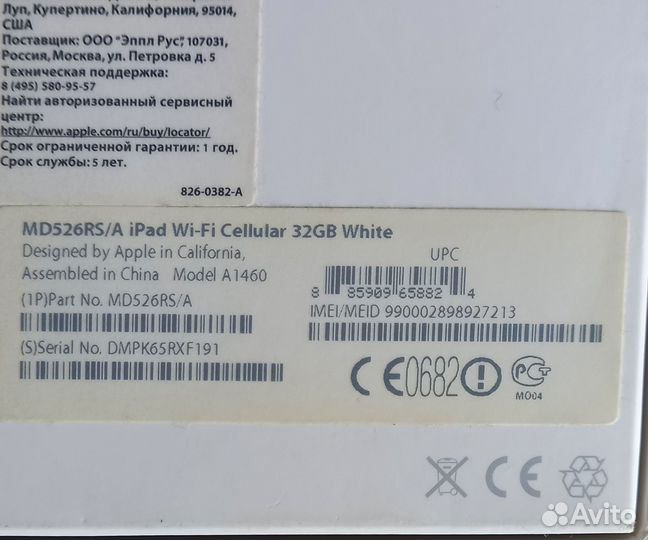 Луп, Купертино, Калифорния, 95014,
США
Поставщик: ООО "Эппл Рус", 107031,
Россия, Москва, ул. Петровка д. 5
Техническая поддержка:
8 (495) 580-95-57
Найти авторизованный сервисный
центр:
http://www.apple.com/ru/buy/locator/
Срок ограниченной гарантии: 1 год.
Срок службы: 5 лет.
826-0382-A
MD526RS/A iPad Wi-Fi Cellular 32GB White
Designed by Apple in California,
Assembled in China Model A1460
(1P)Part No. MD526RS/A
(S)Serial No. DMPK65RXF191
UPC
8 85909 65882 4
IMEI/MEID 990002898927213
CE0682
РСТ
МО04
CE
Avito